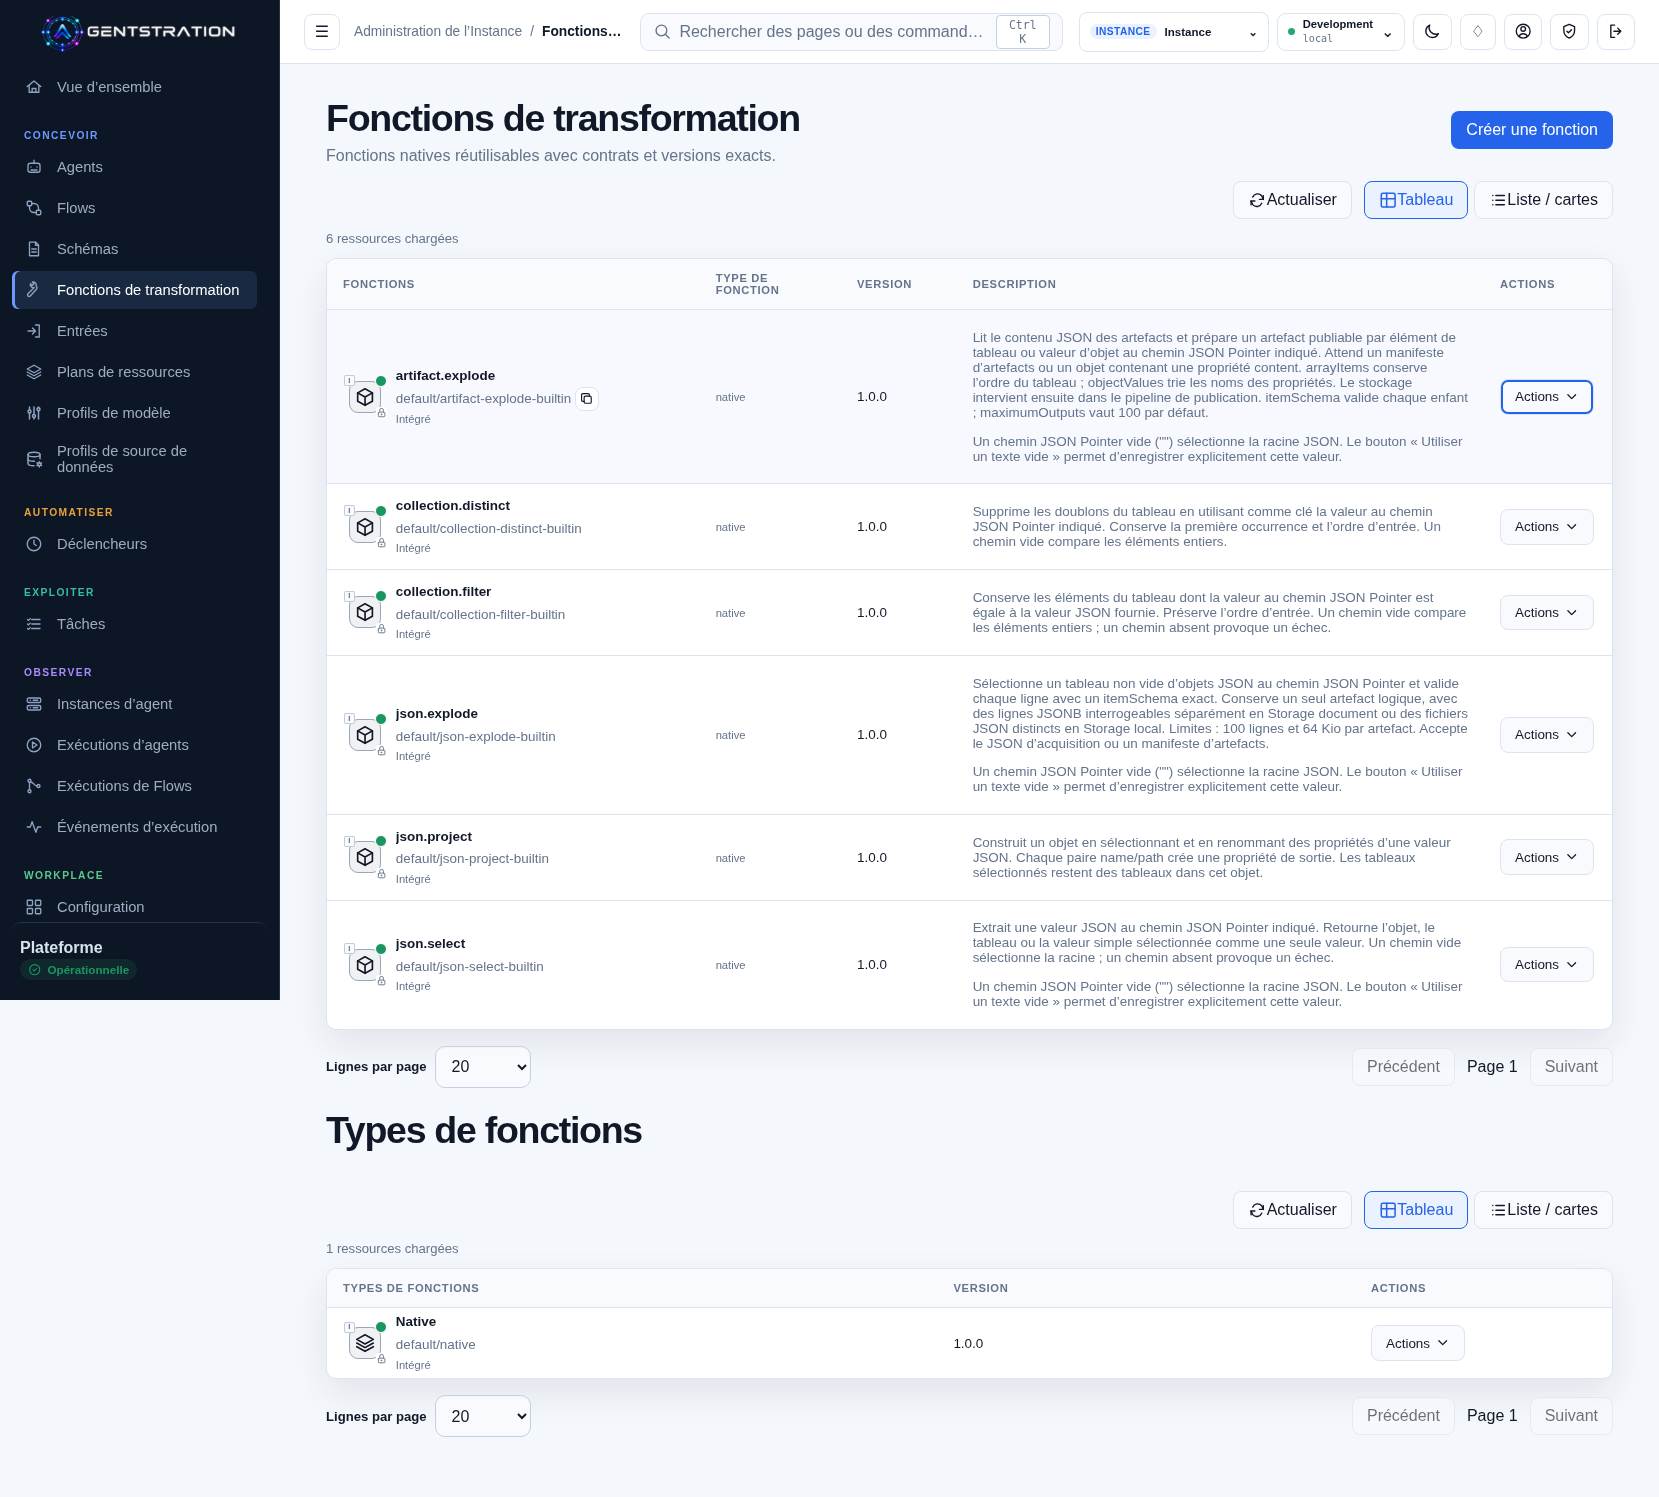 GENTSTRATION
☰
Administration de l’Instance / Fonctions…
Rechercher des pages ou des command…
Ctrl
K
INSTANCE Instance
Development
local
Vue d’ensemble
CONCEVOIR
Agents
Flows
Schémas
Fonctions de transformation
Entrées
Plans de ressources
Profils de modèle
Profils de source de
données
AUTOMATISER
Déclencheurs
EXPLOITER
Tâches
OBSERVER
Instances d’agent
Exécutions d’agents
Exécutions de Flows
Événements d’exécution
WORKPLACE
Configuration
Plateforme
Opérationnelle
Fonctions de transformation
Fonctions natives réutilisables avec contrats et versions exacts.
Créer une fonction
Actualiser
Tableau
Liste / cartes
6 ressources chargées
FONCTIONS
TYPE DE
FONCTION
VERSION
DESCRIPTION
ACTIONS
I
artifact.explode
default/artifact-explode-builtin
Intégré
native
1.0.0
Lit le contenu JSON des artefacts et prépare un artefact publiable par élément de
tableau ou valeur d’objet au chemin JSON Pointer indiqué. Attend un manifeste
d’artefacts ou un objet contenant une propriété content. arrayItems conserve
l’ordre du tableau ; objectValues trie les noms des propriétés. Le stockage
intervient ensuite dans le pipeline de publication. itemSchema valide chaque enfant
; maximumOutputs vaut 100 par défaut.
Un chemin JSON Pointer vide ("") sélectionne la racine JSON. Le bouton « Utiliser
un texte vide » permet d’enregistrer explicitement cette valeur.
Actions
I
collection.distinct
default/collection-distinct-builtin
Intégré
native
1.0.0
Supprime les doublons du tableau en utilisant comme clé la valeur au chemin
JSON Pointer indiqué. Conserve la première occurrence et l’ordre d’entrée. Un
chemin vide compare les éléments entiers.
Actions
I
collection.filter
default/collection-filter-builtin
Intégré
native
1.0.0
Conserve les éléments du tableau dont la valeur au chemin JSON Pointer est
égale à la valeur JSON fournie. Préserve l’ordre d’entrée. Un chemin vide compare
les éléments entiers ; un chemin absent provoque un échec.
Actions
I
json.explode
default/json-explode-builtin
Intégré
native
1.0.0
Sélectionne un tableau non vide d’objets JSON au chemin JSON Pointer et valide
chaque ligne avec un itemSchema exact. Conserve un seul artefact logique, avec
des lignes JSONB interrogeables séparément en Storage document ou des fichiers
JSON distincts en Storage local. Limites : 100 lignes et 64 Kio par artefact. Accepte
le JSON d’acquisition ou un manifeste d’artefacts.
Un chemin JSON Pointer vide ("") sélectionne la racine JSON. Le bouton « Utiliser
un texte vide » permet d’enregistrer explicitement cette valeur.
Actions
I
json.project
default/json-project-builtin
Intégré
native
1.0.0
Construit un objet en sélectionnant et en renommant des propriétés d’une valeur
JSON. Chaque paire name/path crée une propriété de sortie. Les tableaux
sélectionnés restent des tableaux dans cet objet.
Actions
I
json.select
default/json-select-builtin
Intégré
native
1.0.0
Extrait une valeur JSON au chemin JSON Pointer indiqué. Retourne l’objet, le
tableau ou la valeur simple sélectionnée comme une seule valeur. Un chemin vide
sélectionne la racine ; un chemin absent provoque un échec.
Un chemin JSON Pointer vide ("") sélectionne la racine JSON. Le bouton « Utiliser
un texte vide » permet d’enregistrer explicitement cette valeur.
Actions
Lignes par page 20
Précédent Page 1 Suivant
Types de fonctions
Actualiser
Tableau
Liste / cartes
1 ressources chargées
TYPES DE FONCTIONS
VERSION
ACTIONS
I
Native
default/native
Intégré
1.0.0
Actions
Lignes par page 20
Précédent Page 1 Suivant